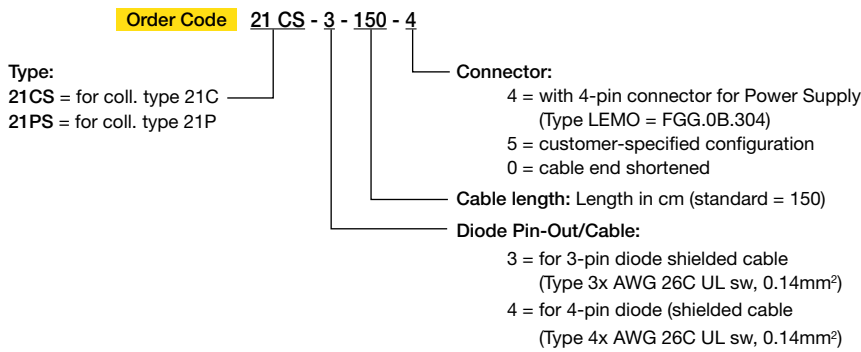 Order Code 21 CS - 3 - 150 - 4
Type:
21CS = for coll. type 21C
21PS = for coll. type 21P
Connector:
4 = with 4-pin connector for Power Supply
(Type LEMO = FGG.0B.304)
5 = customer-specified configuration
0 = cable end shortened
Cable length: Length in cm (standard = 150)
Diode Pin-Out/Cable:
3 = for 3-pin diode shielded cable
(Type 3x AWG 26C UL sw, 0.14mm²)
4 = for 4-pin diode (shielded cable
(Type 4x AWG 26C UL sw, 0.14mm²)